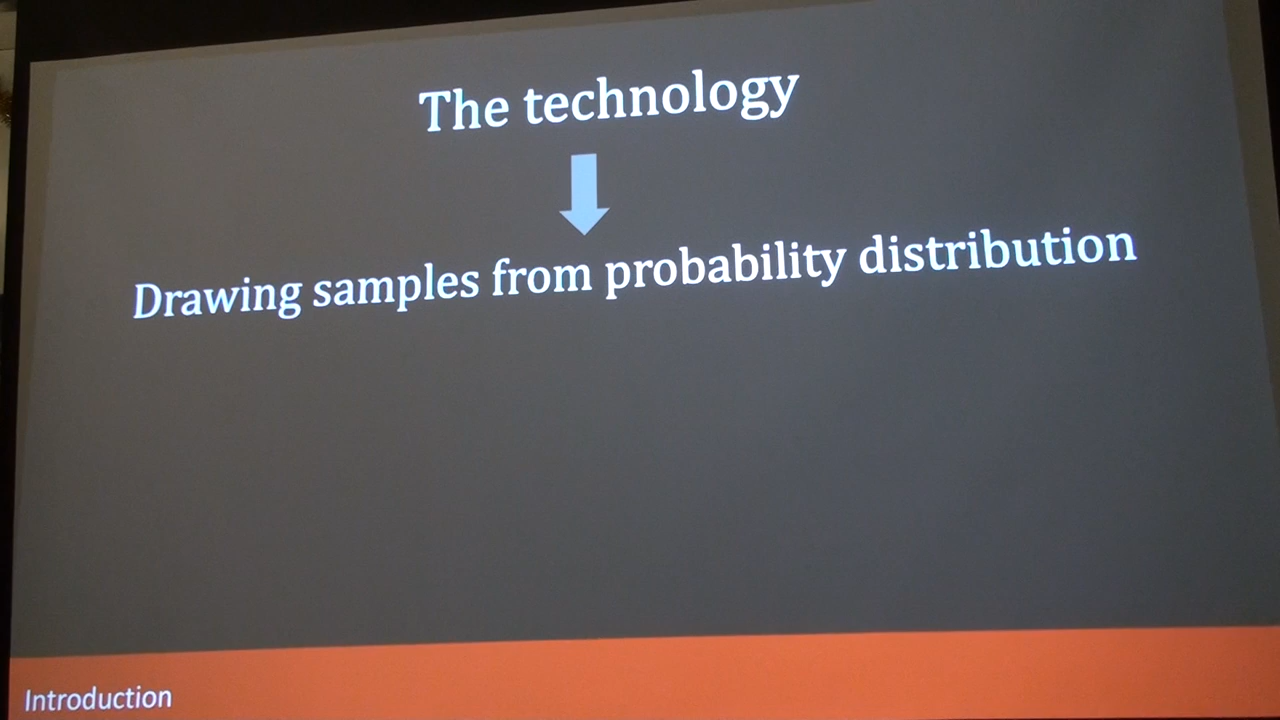 The technology
Drawing samples from probability distribution
Introduction